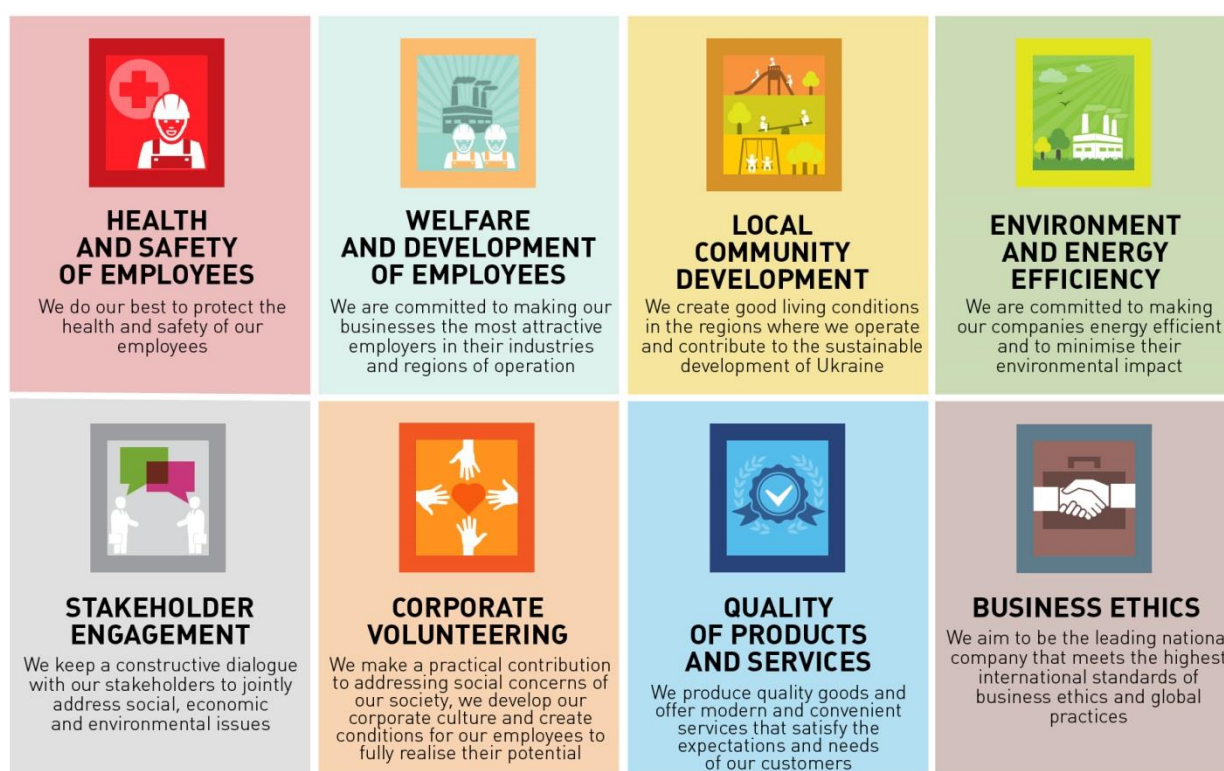 HEALTH
AND SAFETY
OF EMPLOYEES
We do our best to protect the
health and safety of our
employees
WELFARE
AND DEVELOPMENT
OF EMPLOYEES
We are committed to making our
businesses the most attractive
employers in their industries
and regions of operation
LOCAL
COMMUNITY
DEVELOPMENT
We create good living conditions
in the regions where we operate
and contribute to the sustainable
development of Ukraine
ENVIRONMENT
AND ENERGY
EFFICIENCY
We are committed to making
our companies energy efficient
and to minimise their
environmental impact
STAKEHOLDER
ENGAGEMENT
We keep a constructive dialogue
with our stakeholders to jointly
address social, economic
and environmental issues
CORPORATE
VOLUNTEERING
We make a practical contribution
to addressing social concerns of
our society, we develop our
corporate culture and create
conditions for our employees to
fully realise their potential
QUALITY
OF PRODUCTS
AND SERVICES
We produce quality goods and
offer modern and convenient
services that satisfy the
expectations and needs
of our customers
BUSINESS ETHICS
We aim to be the leading national
company that meets the highest
international standards of
business ethics and global
practices